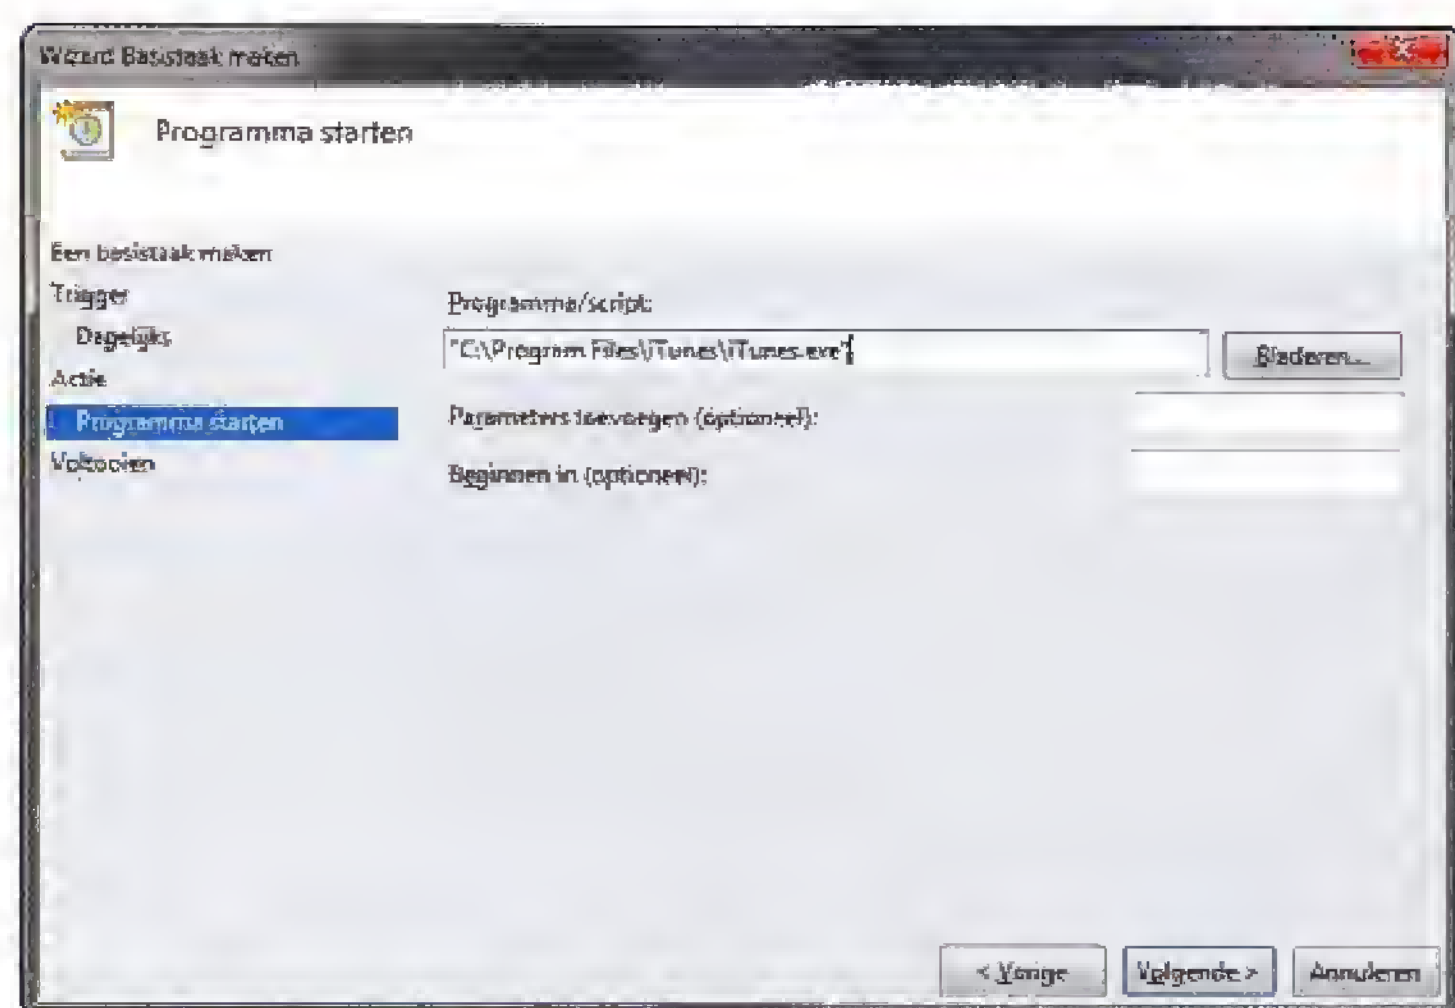 Wizard Basistaak maken
Programma starten
Een basistaak maken
Trigger
Dagelijks
Actie
Programma starten
Voltooien
Programma/script:
"C:\Program Files\iTunes\iTunes.exe"
Bladeren...
Parameters toevoegen (optioneel):
Beginnen in (optioneel):
< Vorige
Volgende >
Annuleren